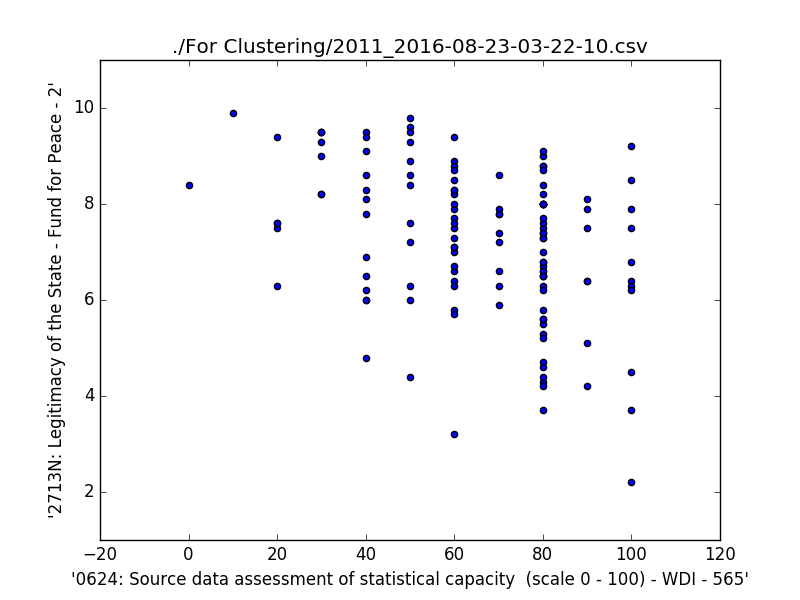 ./For Clustering/2011_2016-08-23-03-22-10.csv
'2713N: Legitimacy of the State - Fund for Peace - 2'
10
8
6
4
2
−20 0 20 40 60 80 100 120
'0624: Source data assessment of statistical capacity  (scale 0 - 100) - WDI - 565'